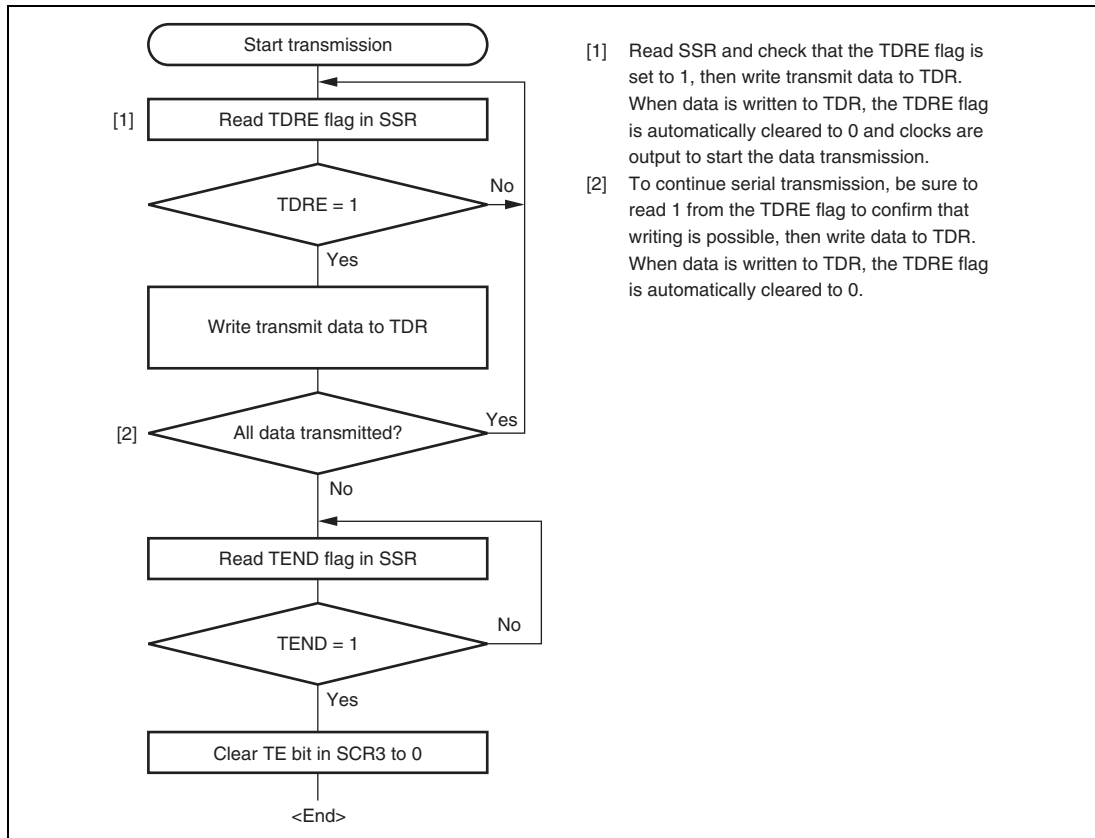 Start transmission
[1]
Read TDRE flag in SSR
TDRE = 1
No
Yes
Write transmit data to TDR
[2]
All data transmitted?
Yes
No
Read TEND flag in SSR
TEND = 1
No
Yes
Clear TE bit in SCR3 to 0
<End>
[1] Read SSR and check that the TDRE flag is
set to 1, then write transmit data to TDR.
When data is written to TDR, the TDRE flag
is automatically cleared to 0 and clocks are
output to start the data transmission.
[2] To continue serial transmission, be sure to
read 1 from the TDRE flag to confirm that
writing is possible, then write data to TDR.
When data is written to TDR, the TDRE flag
is automatically cleared to 0.